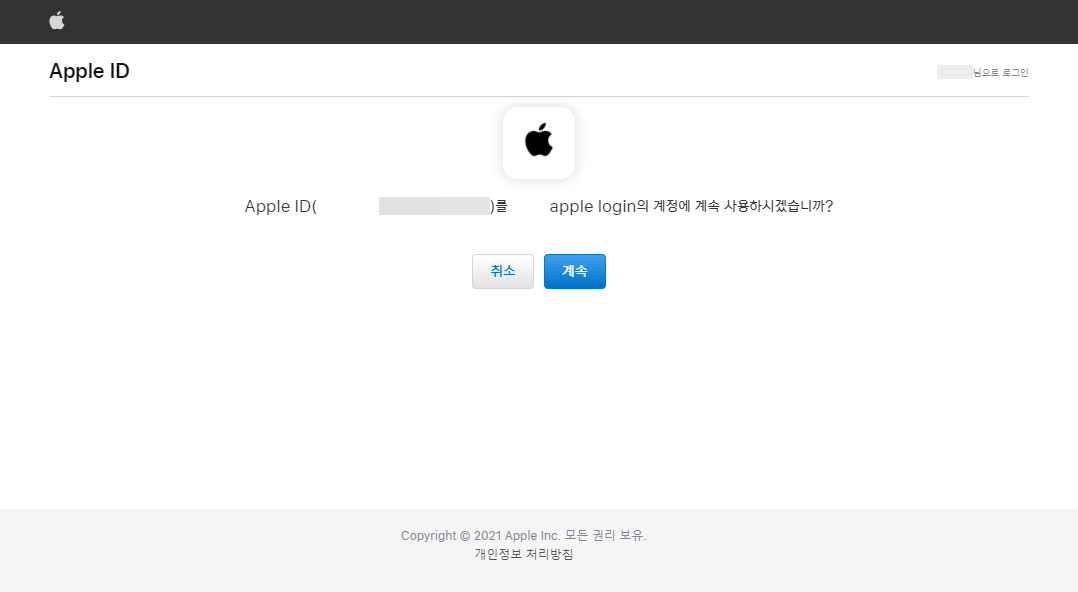 Apple ID
님으로 로그인
Apple ID( )를 apple login의 계정에 계속 사용하시겠습니까?
취소 계속
Copyright © 2021 Apple Inc. 모든 권리 보유.
개인정보 처리방침